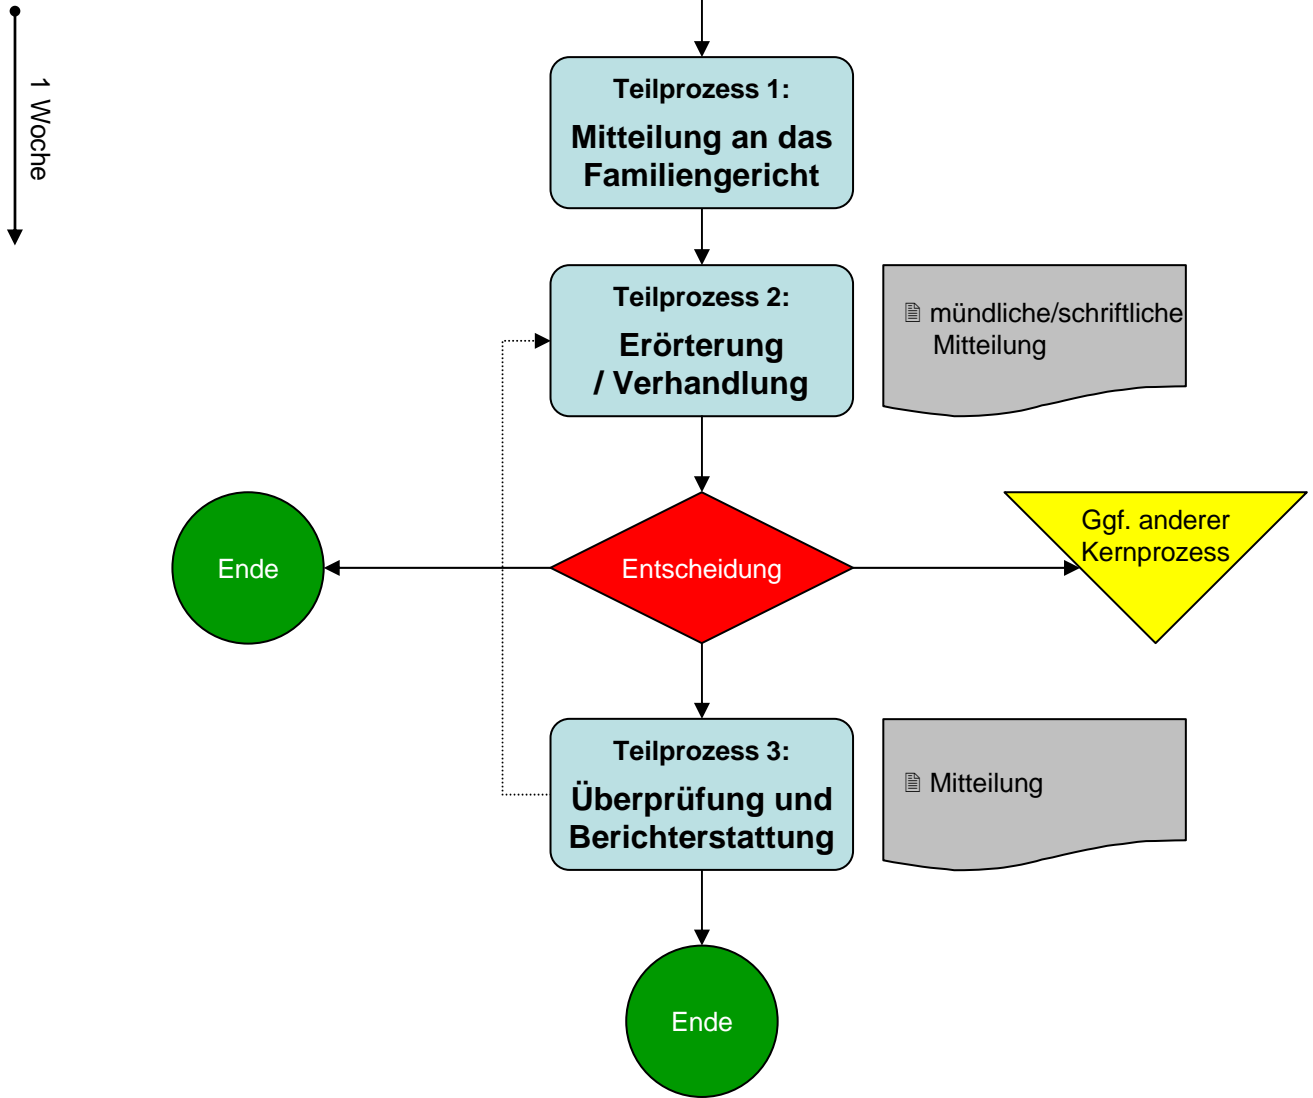 1 Woche
Teilprozess 1:
Mitteilung an das
Familiengericht
Teilprozess 2:
Erörterung
/ Verhandlung
mündliche/schriftliche
Mitteilung
Ende
Entscheidung
Ggf. anderer
Kernprozess
Teilprozess 3:
Überprüfung und
Berichterstattung
Mitteilung
Ende